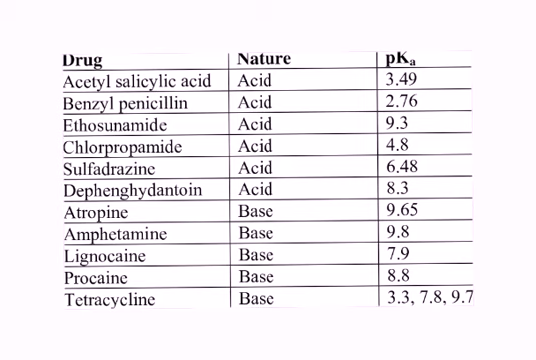 Drug Nature pKa
Acetyl salicylic acid Acid 3.49
Benzyl penicillin Acid 2.76
Ethosunamide Acid 9.3
Chlorpropamide Acid 4.8
Sulfadrazine Acid 6.48
Dephenghydantoin Acid 8.3
Atropine Base 9.65
Amphetamine Base 9.8
Lignocaine Base 7.9
Procaine Base 8.8
Tetracycline Base 3.3, 7.8, 9.7